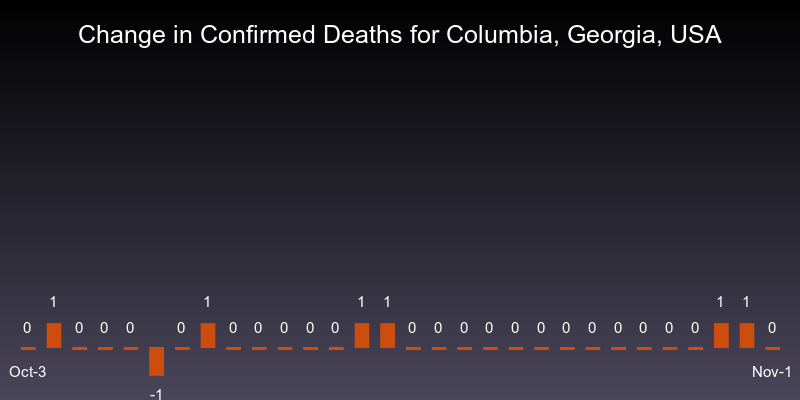 Change in Confirmed Deaths for Columbia, Georgia, USA
1 1 1 1 1 1
0 0 0 0 0 0 0 0 0 0 0 0 0 0 0 0 0 0 0 0 0 0 0
Oct-3 Nov-1
-1